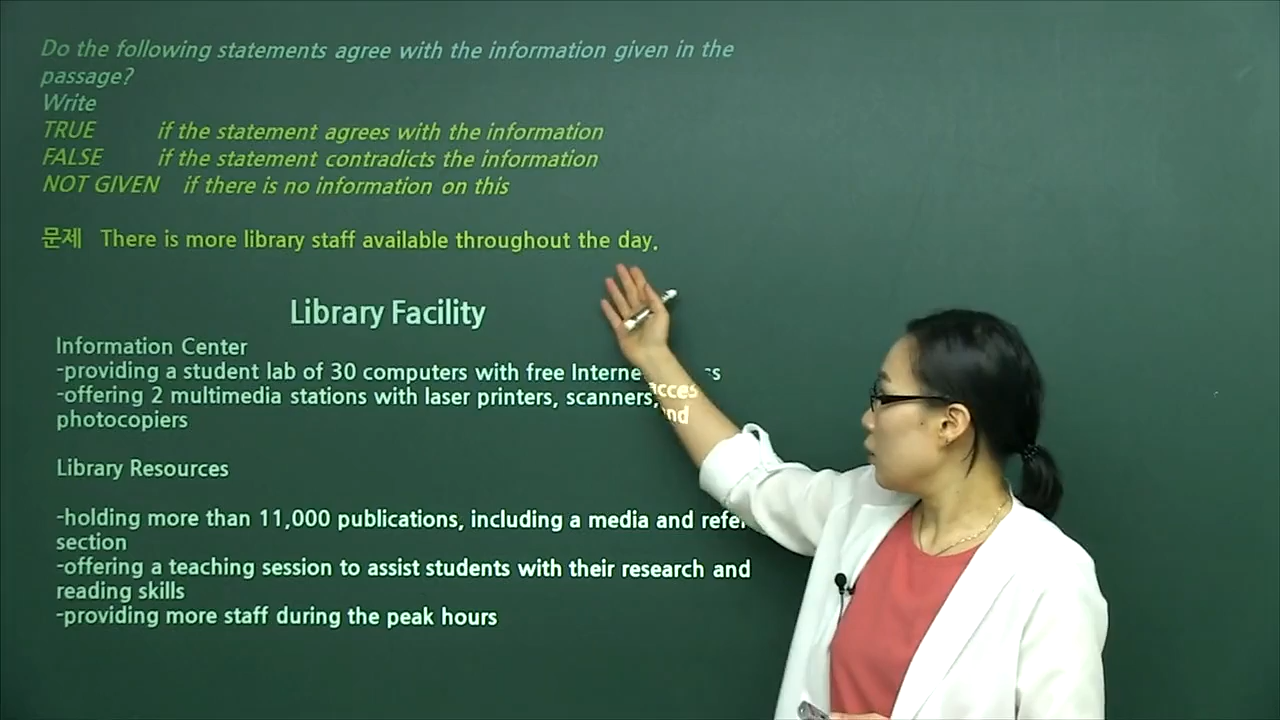 Do the following statements agree with the information given in the
passage?
Write
TRUE if the statement agrees with the information
FALSE if the statement contradicts the information
NOT GIVEN if there is no information on this
문제 There is more library staff available throughout the day.
Library Facility
Information Center
-providing a student lab of 30 computers with free Internet access
-offering 2 multimedia stations with laser printers, scanners, and
photocopiers
Library Resources
-holding more than 11,000 publications, including a media and
section
-offering a teaching session to assist students with their research and
reading skills
-providing more staff during the peak hours